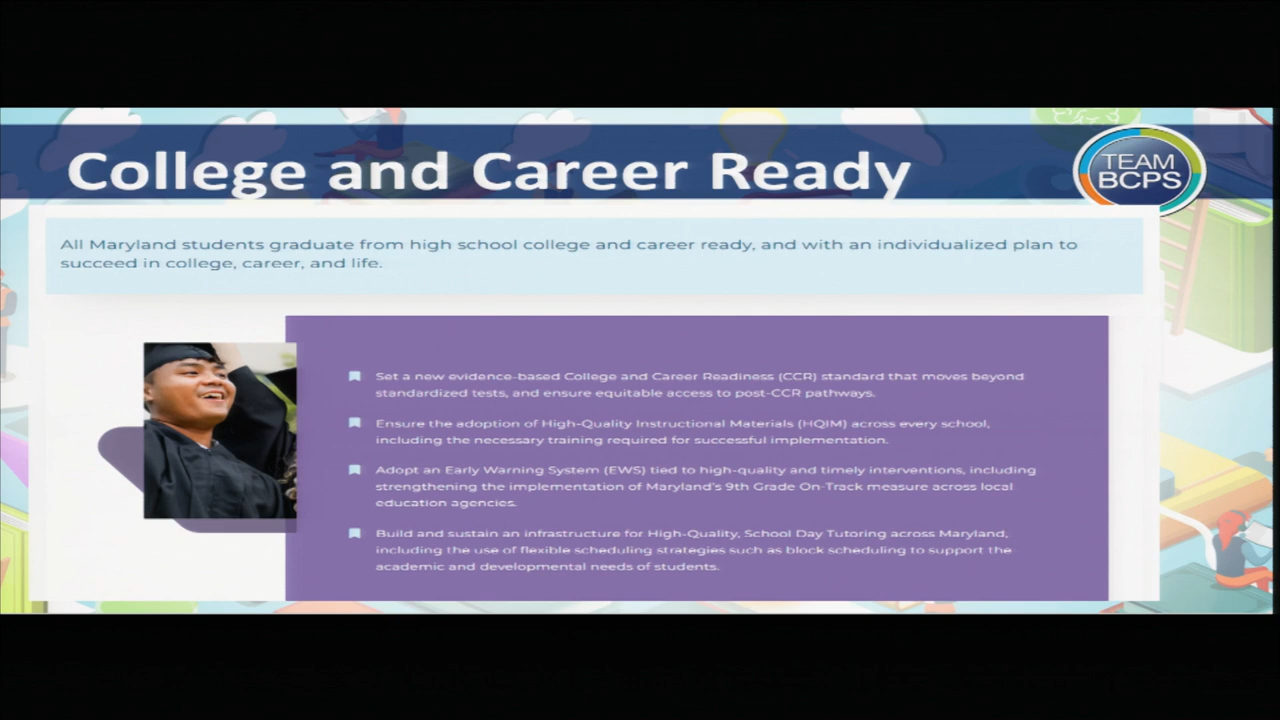 College and Career Ready
TEAM
BCPS
All Maryland students graduate from high school college and career ready, and with an individualized plan to
succeed in college, career, and life.
Set a new evidence-based College and Career Readiness (CCR) standard that moves beyond
standardized tests, and ensure equitable access to post-CCR pathways.
Ensure the adoption of High-Quality Instructional Materials (HQIM) across every school,
including the necessary training required for successful implementation.
Adopt an Early Warning System (EWS) tied to high-quality and timely interventions, including
strengthening the implementation of Maryland's 9th Grade On-Track measure across local
education agencies.
Build and sustain an infrastructure for High-Quality, School Day Tutoring across Maryland,
including the use of flexible scheduling strategies such as block scheduling to support the
academic and developmental needs of students.